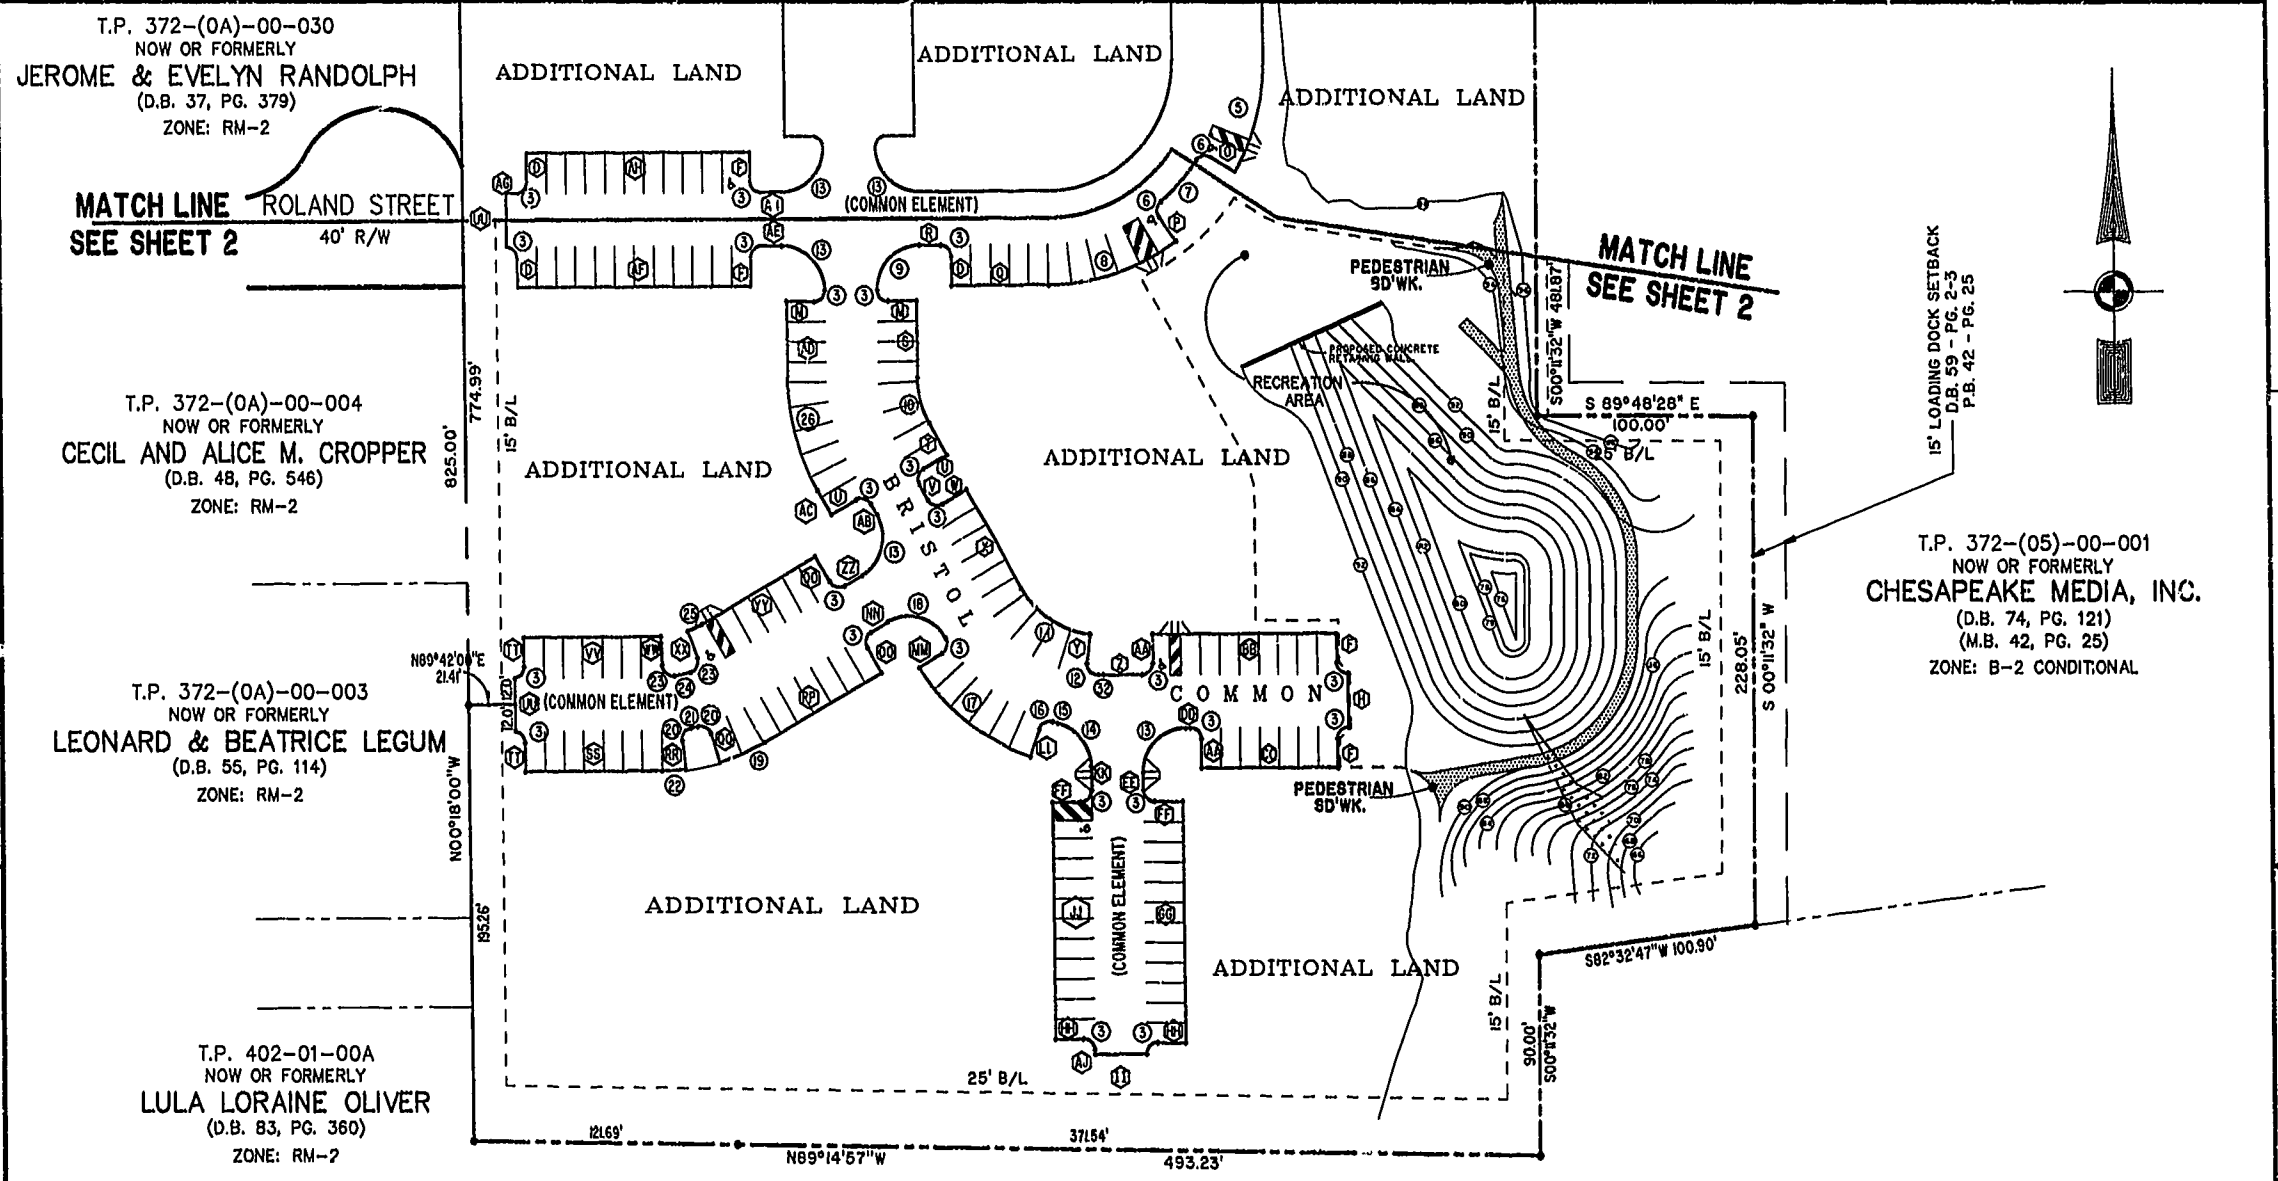 T.P. 372-(0A)-00-030
NOW OR FORMERLY
JEROME & EVELYN RANDOLPH
(D.B. 37, PG. 379)
ZONE: RM-2
ADDITIONAL LAND
ADDITIONAL LAND
ADDITIONAL LAND
MATCH LINE
SEE SHEET 2
ROLAND STREET
40' R/W
(COMMON ELEMENT)
PEDESTRIAN
SD'WK.
MATCH LINE
SEE SHEET 2
S00°11'32"W 481.87'
15' LOADING DOCK SETBACK
D.B. 59 - PG. 2-3
P.B. 42 - PG. 25
PROPOSED CONCRETE
RETAINING WALL
RECREATION
AREA
15' B/L
S 89°48'28" E
100.00'
25' B/L
T.P. 372-(0A)-00-004
NOW OR FORMERLY
CECIL AND ALICE M. CROPPER
(D.B. 48, PG. 546)
ZONE: RM-2
774.99'
825.00'
15' B/L
ADDITIONAL LAND
ADDITIONAL LAND
BRISTOL
T.P. 372-(05)-00-001
NOW OR FORMERLY
CHESAPEAKE MEDIA, INC.
(D.B. 74, PG. 121)
(M.B. 42, PG. 25)
ZONE: B-2 CONDITIONAL
15' B/L
228.05'
S 00°11'32" W
N89°42'00"E
21.41'
12.0'
12.0'
(COMMON ELEMENT)
COMMON
T.P. 372-(0A)-00-003
NOW OR FORMERLY
LEONARD & BEATRICE LEGUM
(D.B. 55, PG. 114)
ZONE: RM-2
N00°18'00"W
195.26'
PEDESTRIAN
SD'WK.
(COMMON ELEMENT)
ADDITIONAL LAND
ADDITIONAL LAND
S82°32'47"W 100.90'
15' B/L
90.00'
S00°11'32"W
T.P. 402-01-00A
NOW OR FORMERLY
LULA LORAINE OLIVER
(D.B. 83, PG. 360)
ZONE: RM-2
25' B/L
121.69'
371.54'
N89°14'57"W
493.23'